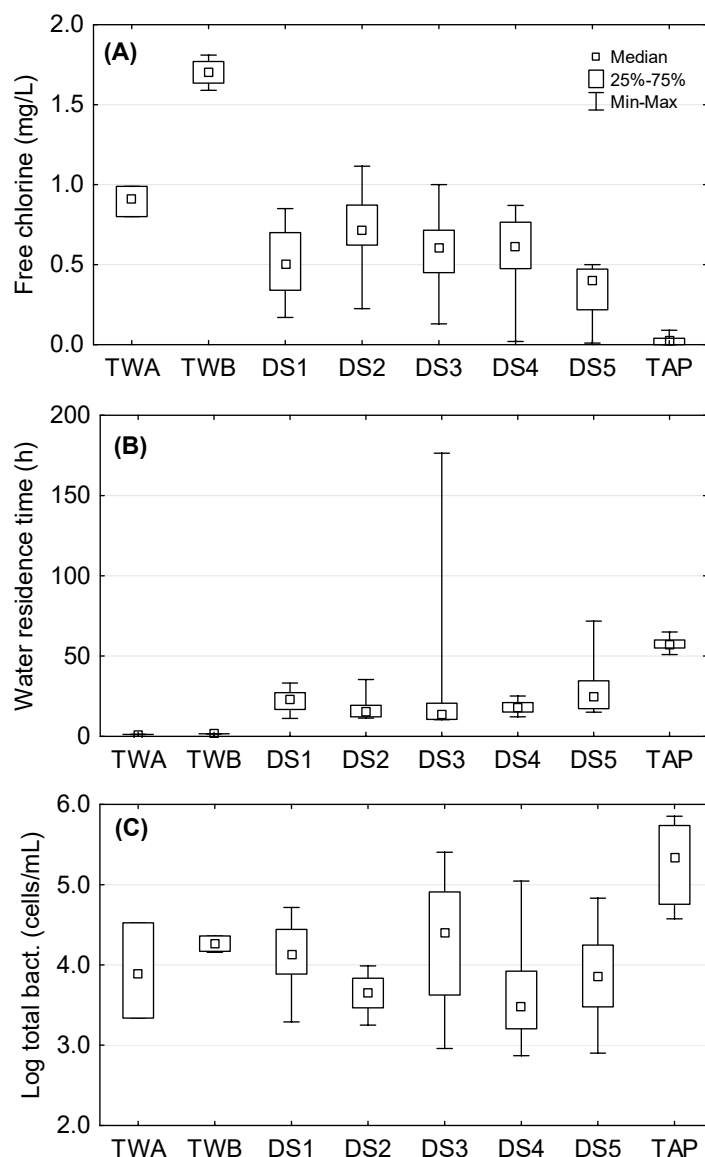 (A)
Free chlorine (mg/L)
2.0
1.5
1.0
0.5
0.0
Median
25%-75%
Min-Max
TWA TWB DS1 DS2 DS3 DS4 DS5 TAP
(B)
Water residence time (h)
200
150
100
50
0
TWA TWB DS1 DS2 DS3 DS4 DS5 TAP
(C)
Log total bact. (cells/mL)
6.0
5.0
4.0
3.0
2.0
TWA TWB DS1 DS2 DS3 DS4 DS5 TAP